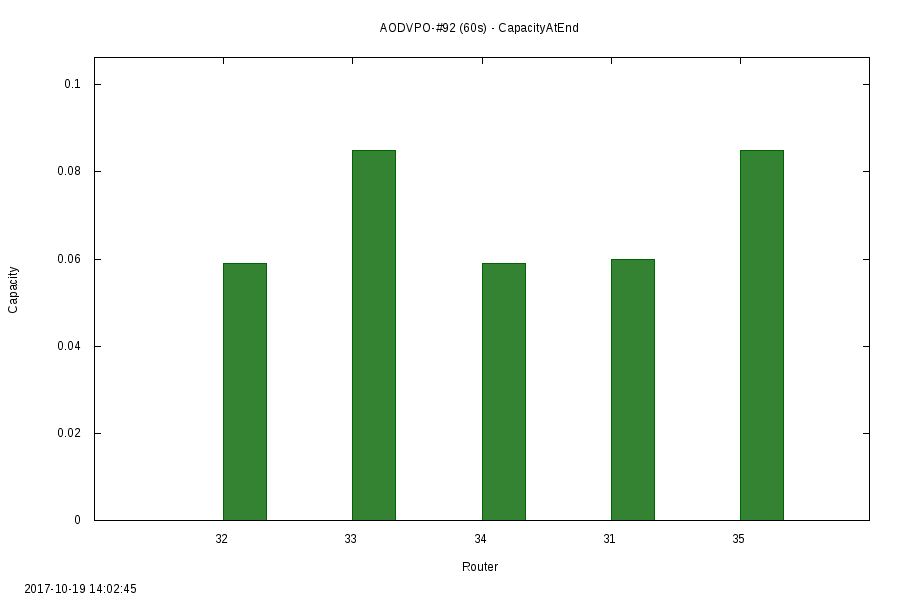 AODVPO-#92 (60s) - CapacityAtEnd
0.1
0.08
0.06
0.04
0.02
0
Capacity
32 33 34 31 35
Router
2017-10-19 14:02:45